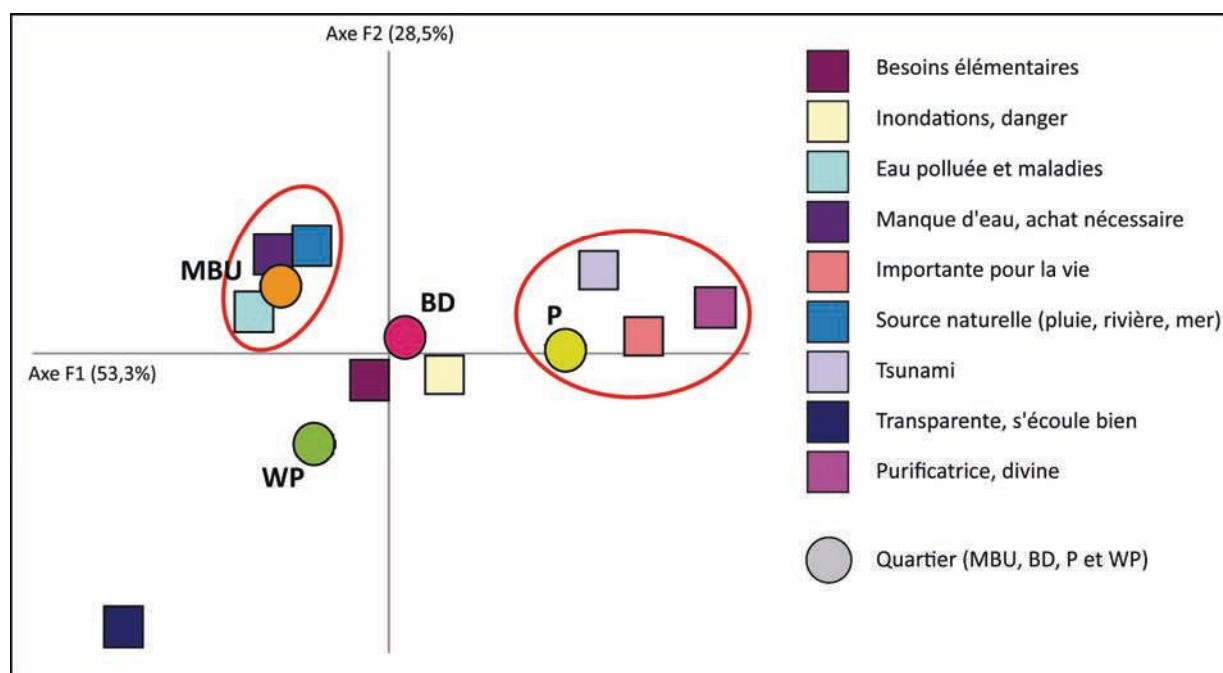 Axe F2 (28,5%)
Axe F1 (53,3%)
MBU
BD
P
WP
Besoins élémentaires
Inondations, danger
Eau polluée et maladies
Manque d'eau, achat nécessaire
Importante pour la vie
Source naturelle (pluie, rivière, mer)
Tsunami
Transparente, s'écoule bien
Purificatrice, divine
Quartier (MBU, BD, P et WP)